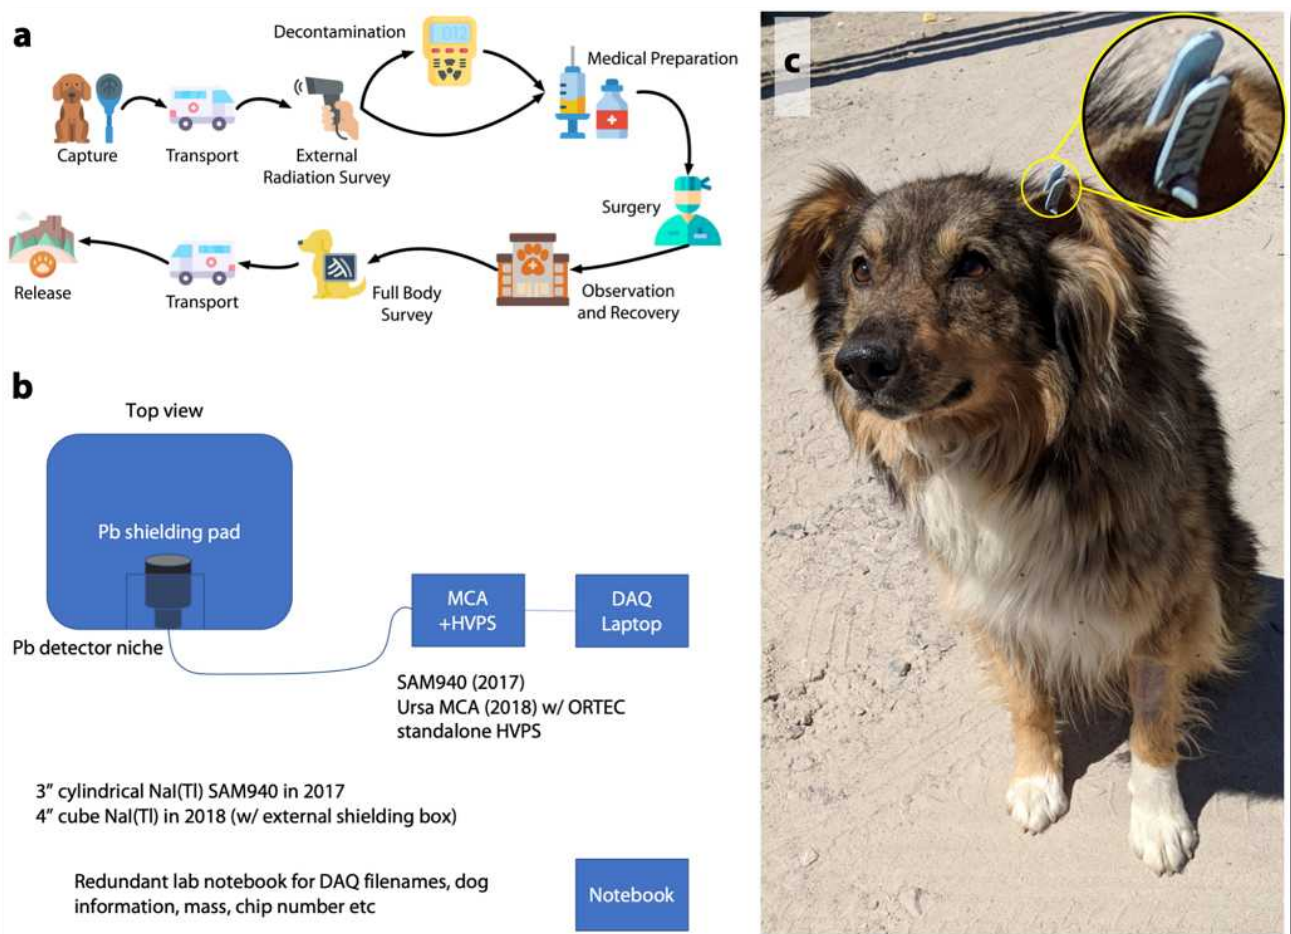 a
Decontamination
012
Medical Preparation
Capture
Transport
External
Radiation Survey
Surgery
Release
Transport
Full Body
Survey
Observation
and Recovery
b
Top view
Pb shielding pad
Pb detector niche
MCA
+HVPS
DAQ
Laptop
SAM940 (2017)
Ursa MCA (2018) w/ ORTEC
standalone HVPS
3” cylindrical NaI(Tl) SAM940 in 2017
4” cube NaI(Tl) in 2018 (w/ external shielding box)
Redundant lab notebook for DAQ filenames, dog
information, mass, chip number etc
Notebook
c